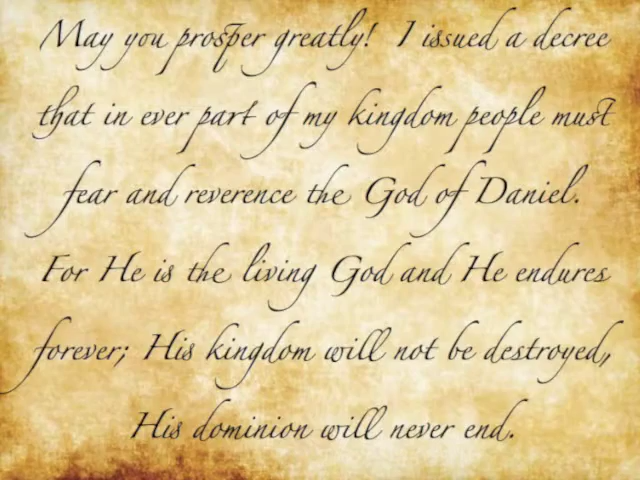 May you prosper greatly! I issued a decree
that in ever part of my kingdom people must
fear and reverence the God of Daniel.
For He is the living God and He endures
forever; His kingdom will not be destroyed,,
His dominion will never end.